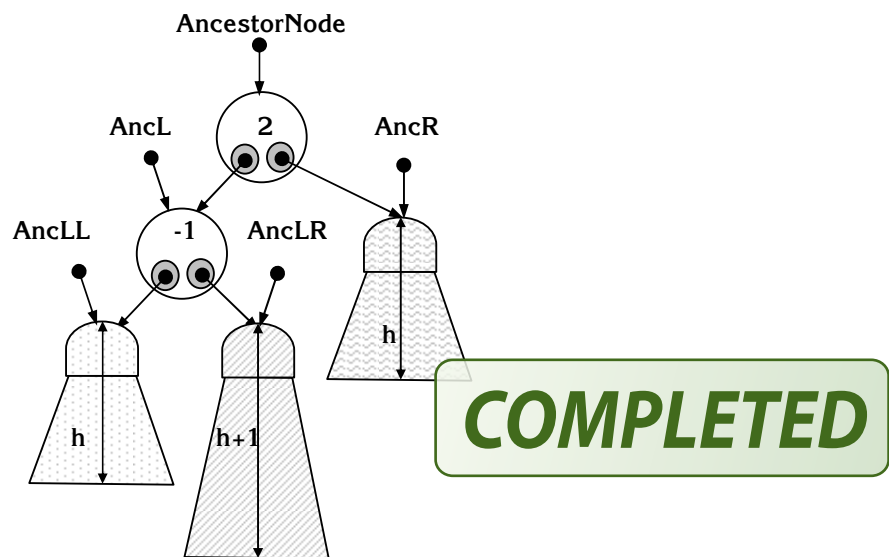 AncestorNode
AncL
2
AncR
AncLL
-1
AncLR
h
h
h+1
COMPLETED